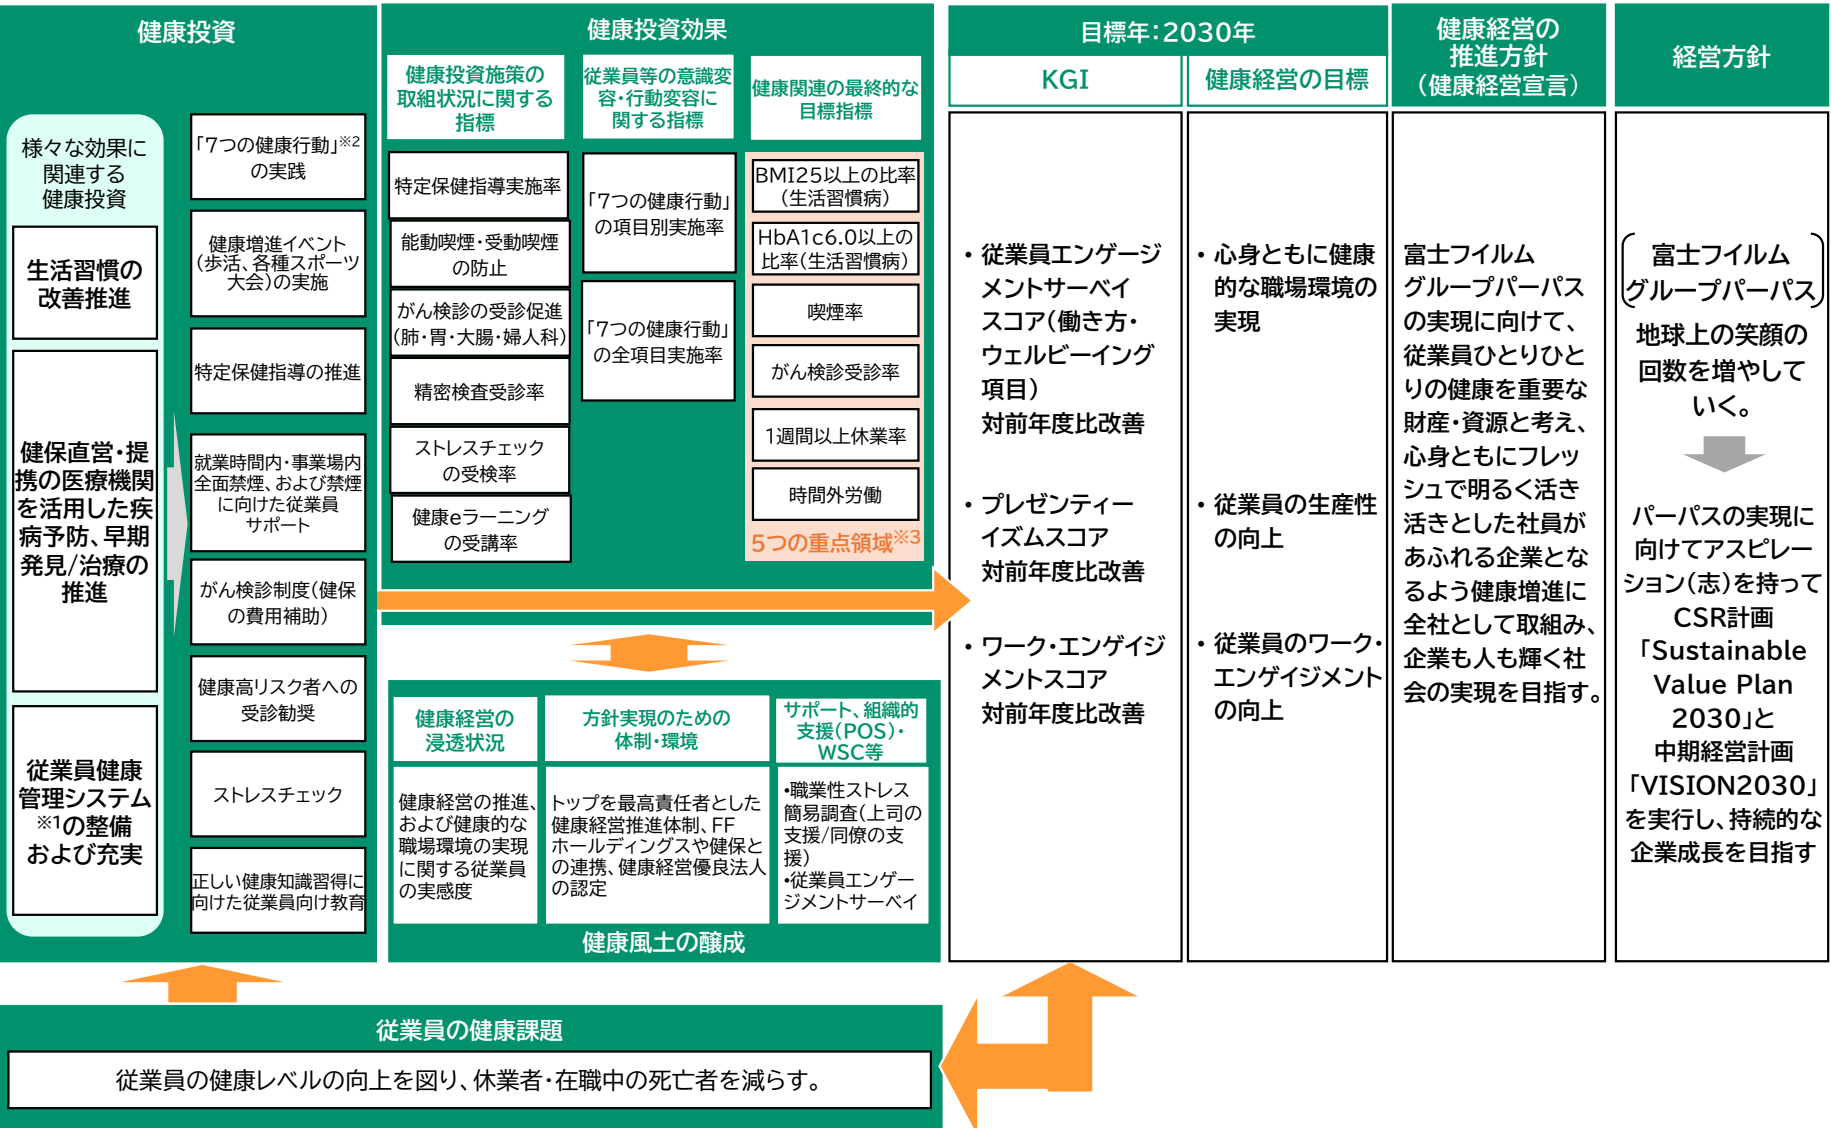 健康投資
様々な効果に
関連する
健康投資
生活習慣の
改善推進
健保直営・提
携の医療機関
を活用した疾
病予防、早期
発見/治療の
推進
従業員健康
管理システム
※1の整備
および充実
「7つの健康行動」※2
の実践
健康増進イベント
(歩活、各種スポーツ
大会)の実施
特定保健指導の推進
就業時間内・事業場内
全面禁煙、および禁煙
に向けた従業員
サポート
がん検診制度(健保
の費用補助)
健康高リスク者への
受診勧奨
ストレスチェック
正しい健康知識習得に
向けた従業員向け教育
健康投資効果
健康投資施策の
取組状況に関する
指標
特定保健指導実施率
能動喫煙・受動喫煙
の防止
がん検診の受診促進
(肺・胃・大腸・婦人科)
精密検査受診率
ストレスチェック
の受検率
健康eラーニング
の受講率
従業員等の意識変
容・行動変容に
関する指標
「7つの健康行動」
の項目別実施率
「7つの健康行動」
の全項目実施率
健康関連の最終的な
目標指標
BMI25以上の比率
(生活習慣病)
HbA1c6.0以上の
比率(生活習慣病)
喫煙率
がん検診受診率
1週間以上休業率
時間外労働
5つの重点領域※3
健康経営の
浸透状況
健康経営の推進、
および健康的な
職場環境の実現
に関する従業員
の実感度
方針実現のための
体制・環境
トップを最高責任者とした
健康経営推進体制、FF
ホールディングスや健保と
の連携、健康経営優良法人
の認定
サポート、組織的
支援(POS)・
WSC等
・職業性ストレス
簡易調査(上司の
支援/同僚の支
援)
・従業員エンゲー
ジメントサーベイ
健康風土の醸成
目標年:2030年
KGI
・従業員エンゲージ
メントサーベイ
スコア(働き方・
ウェルビーイング
項目)
対前年度比改善
・プレゼンティー
イズムスコア
対前年度比改善
・ワーク・エンゲイジ
メントスコア
対前年度比改善
健康経営の目標
・心身ともに健康
的な職場環境の
実現
・従業員の生産性
の向上
・従業員のワーク・
エンゲイジメント
の向上
健康経営の
推進方針
(健康経営宣言)
富士フイルム
グループパーパス
の実現に向けて、
従業員ひとりひと
りの健康を重要な
財産・資源と考え、
心身ともにフレッ
シュで明るく活き
活きとした社員が
あふれる企業とな
るよう健康増進に
全社として取組み、
企業も人も輝く社
会の実現を目指す。
経営方針
富士フイルム
グループパーパス
地球上の笑顔の
回数を増やして
いく。
パーパスの実現に
向けてアスピレー
ション(志)を持って
CSR計画
「Sustainable
Value Plan
2030」と
中期経営計画
「VISION2030」
を実行し、持続的な
企業成長を目指す
従業員の健康課題
従業員の健康レベルの向上を図り、休業者・在職中の死亡者を減らす。